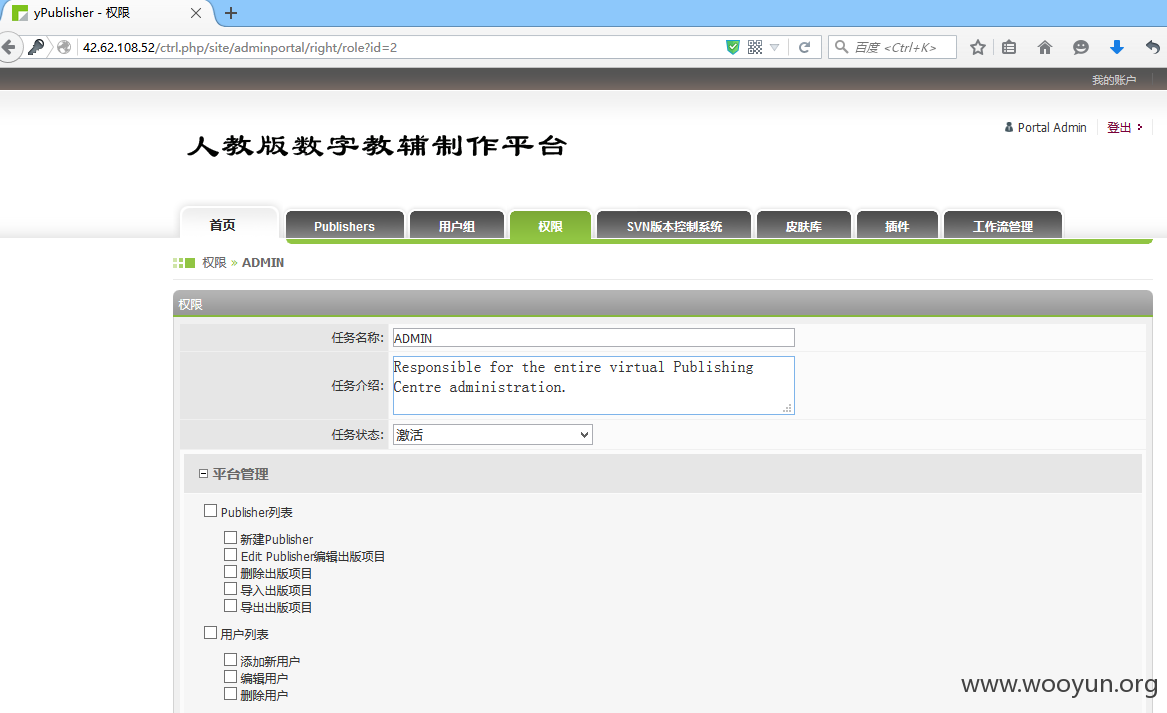 yPublisher - 权限
42.62.108.52/ctrl.php/site/adminportal/right/role?id=2
百度 <Ctrl+K>
我的账户
Portal Admin 登出
人教版数字教辅制作平台
首页 Publishers 用户组 权限 SVN版本控制系统 皮肤库 插件 工作流管理
权限 » ADMIN
权限
任务名称: ADMIN
任务介绍: Responsible for the entire virtual Publishing
Centre administration.
任务状态: 激活
平台管理
Publisher列表
新建Publisher
Edit Publisher编辑出版项目
删除出版项目
导入出版项目
导出出版项目
用户列表
添加新用户
编辑用户
删除用户
www.wooyun.org